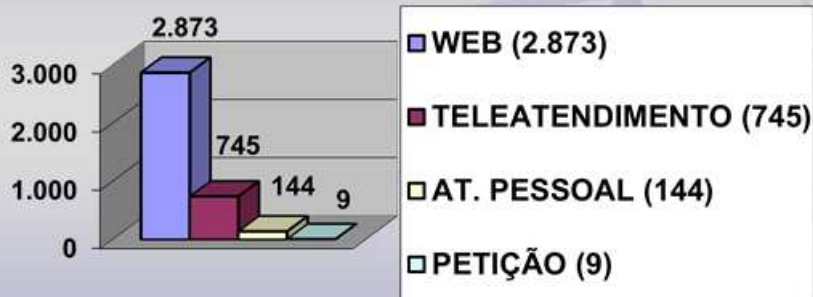 2.873
3.000
2.000
1.000
0
745
144
9
WEB (2.873)
TELEATENDIMENTO (745)
AT. PESSOAL (144)
PETIÇÃO (9)